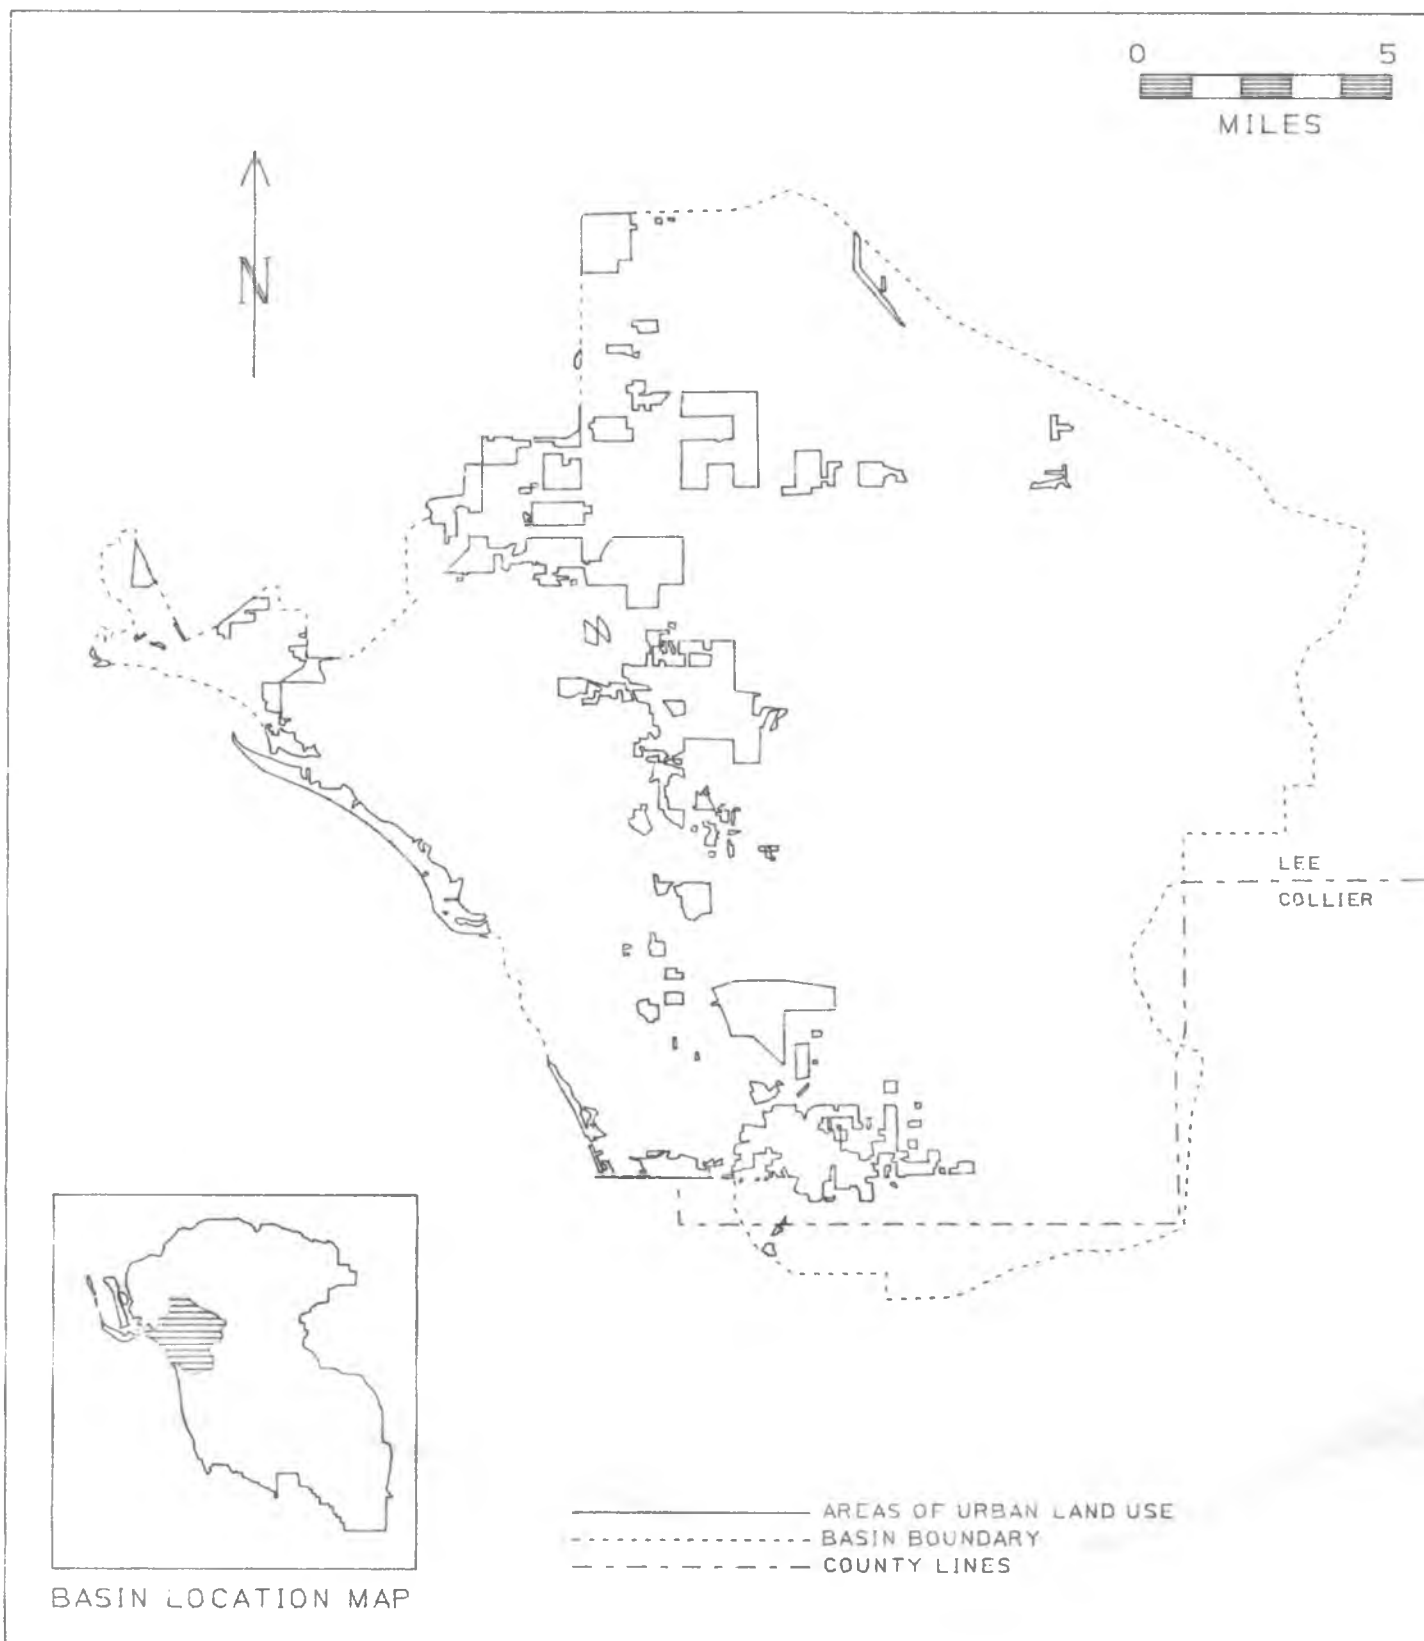 0 5
MILES
N
LEE
COLLIER
AREAS OF URBAN LAND USE
BASIN BOUNDARY
COUNTY LINES
BASIN LOCATION MAP